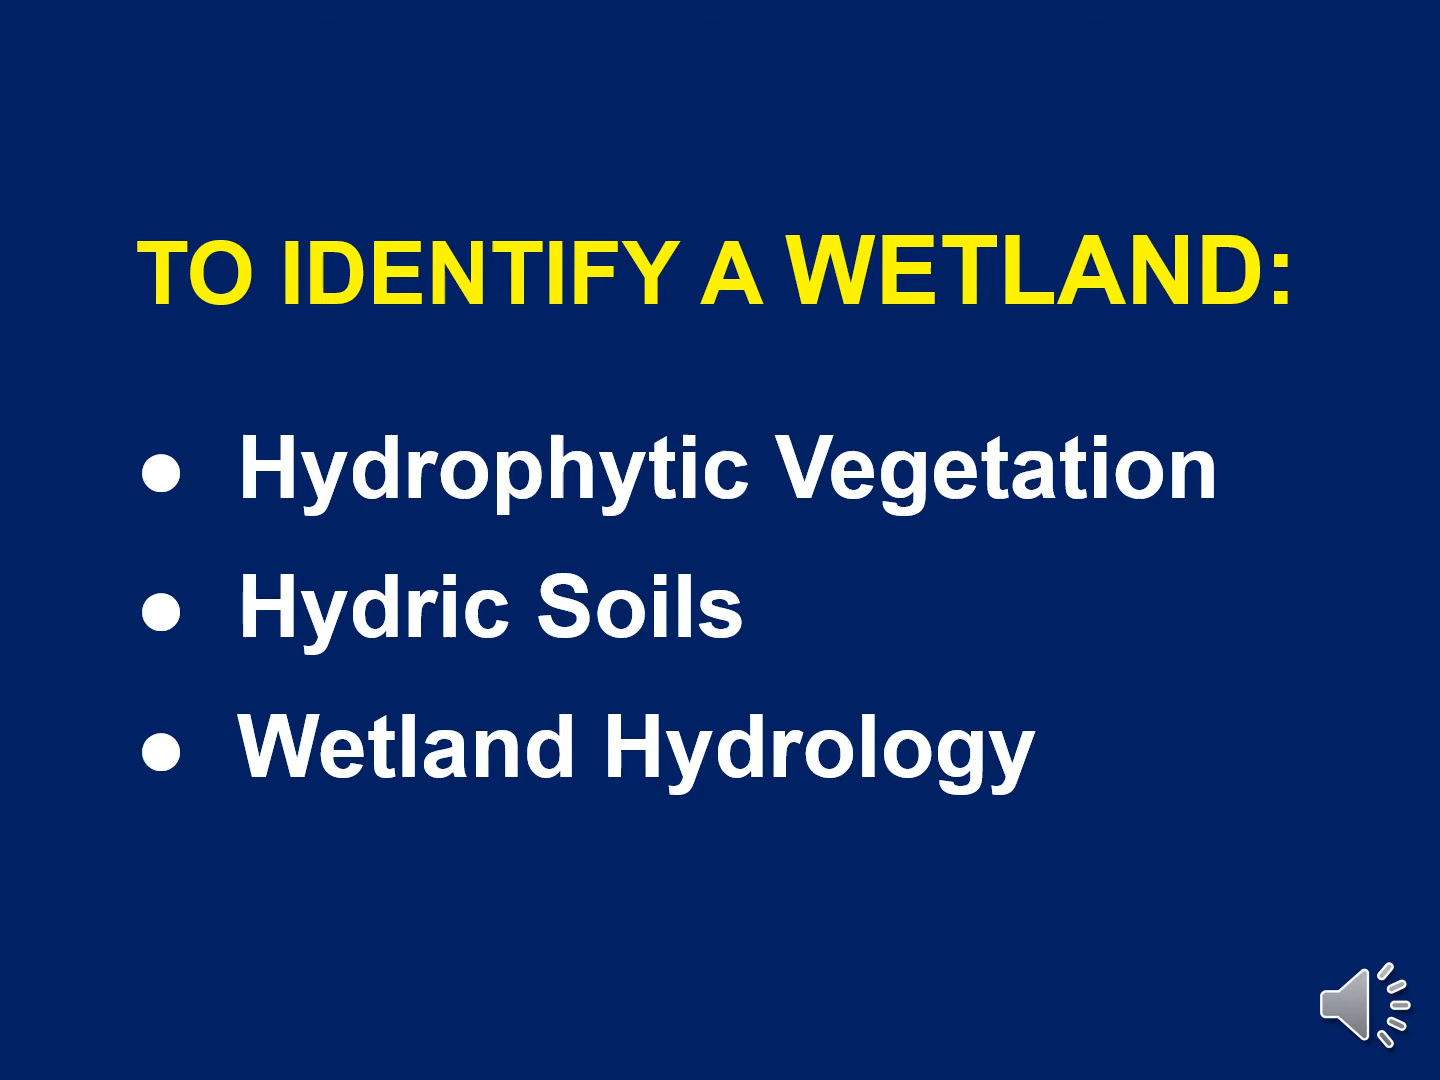 TO IDENTIFY A WETLAND:
● Hydrophytic Vegetation
● Hydric Soils
● Wetland Hydrology